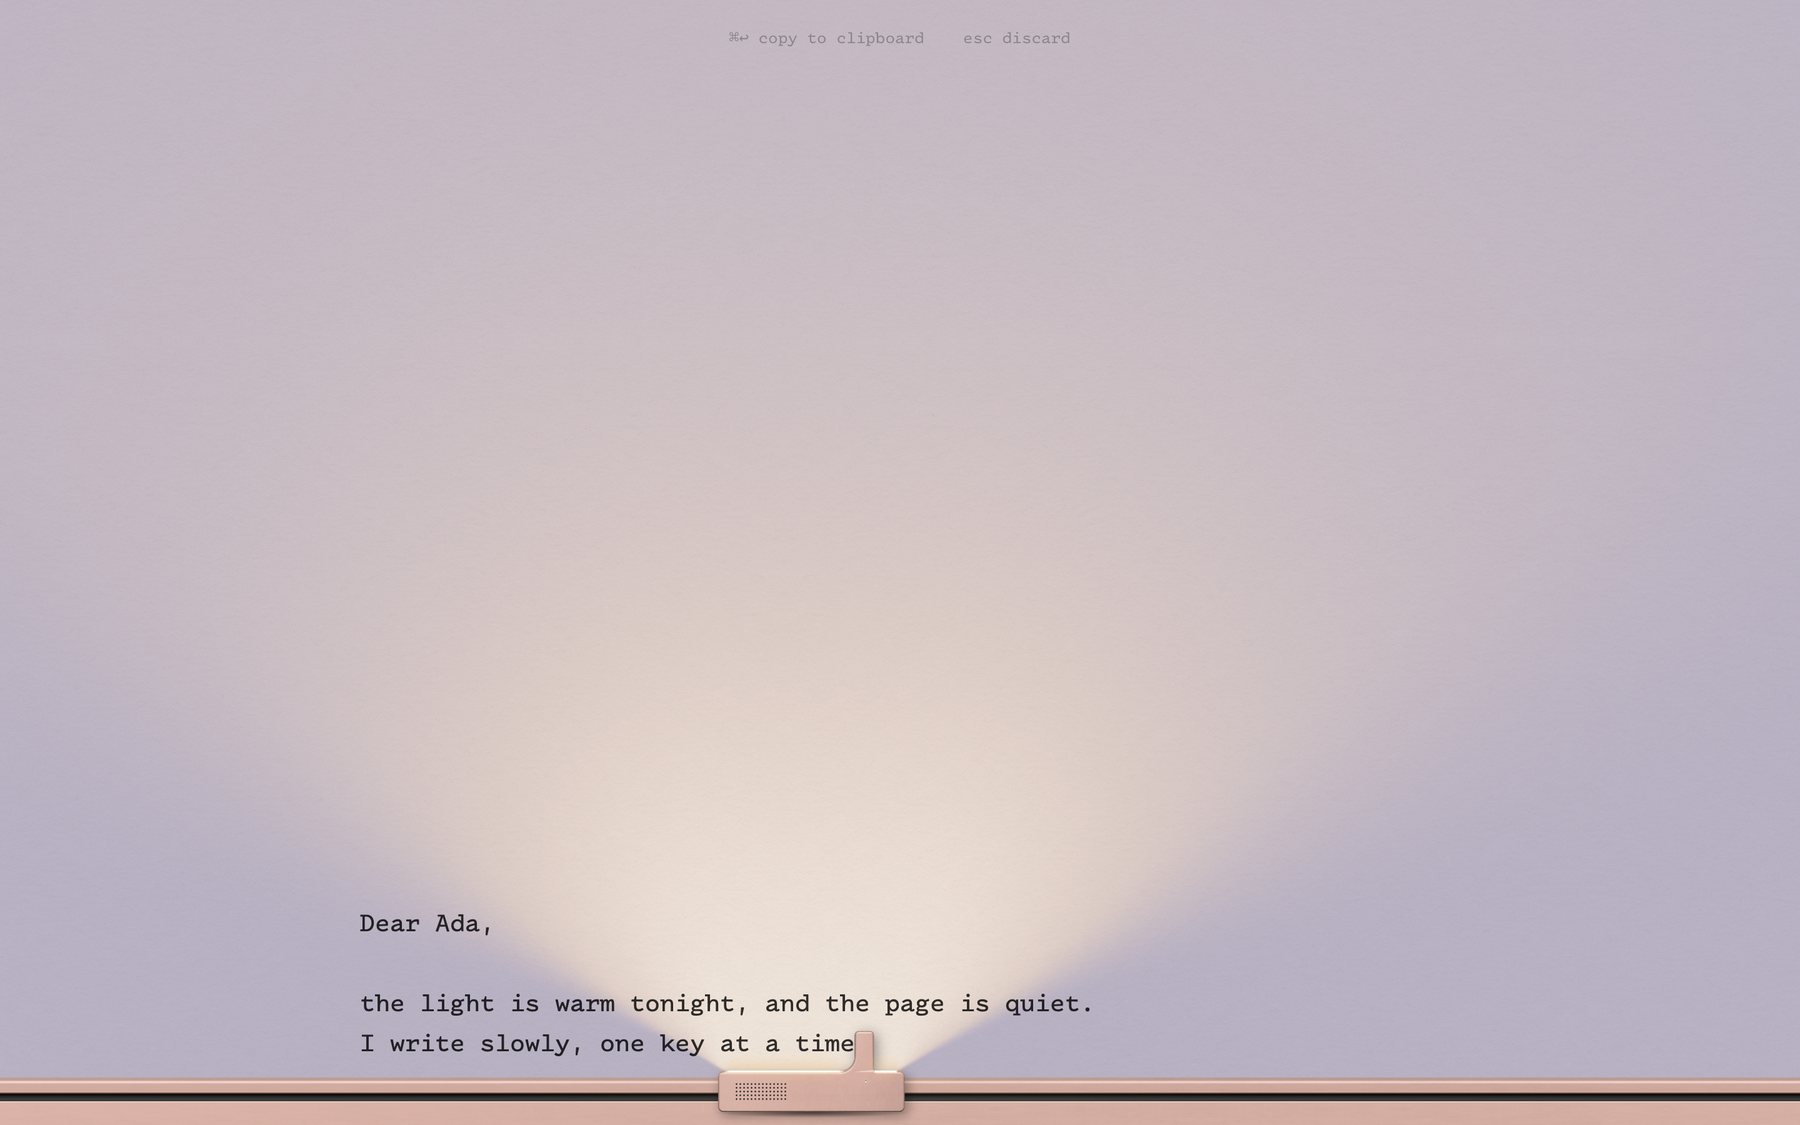 ⌘↩ copy to clipboard esc discard
Dear Ada,
the light is warm tonight, and the page is quiet.
I write slowly, one key at a time